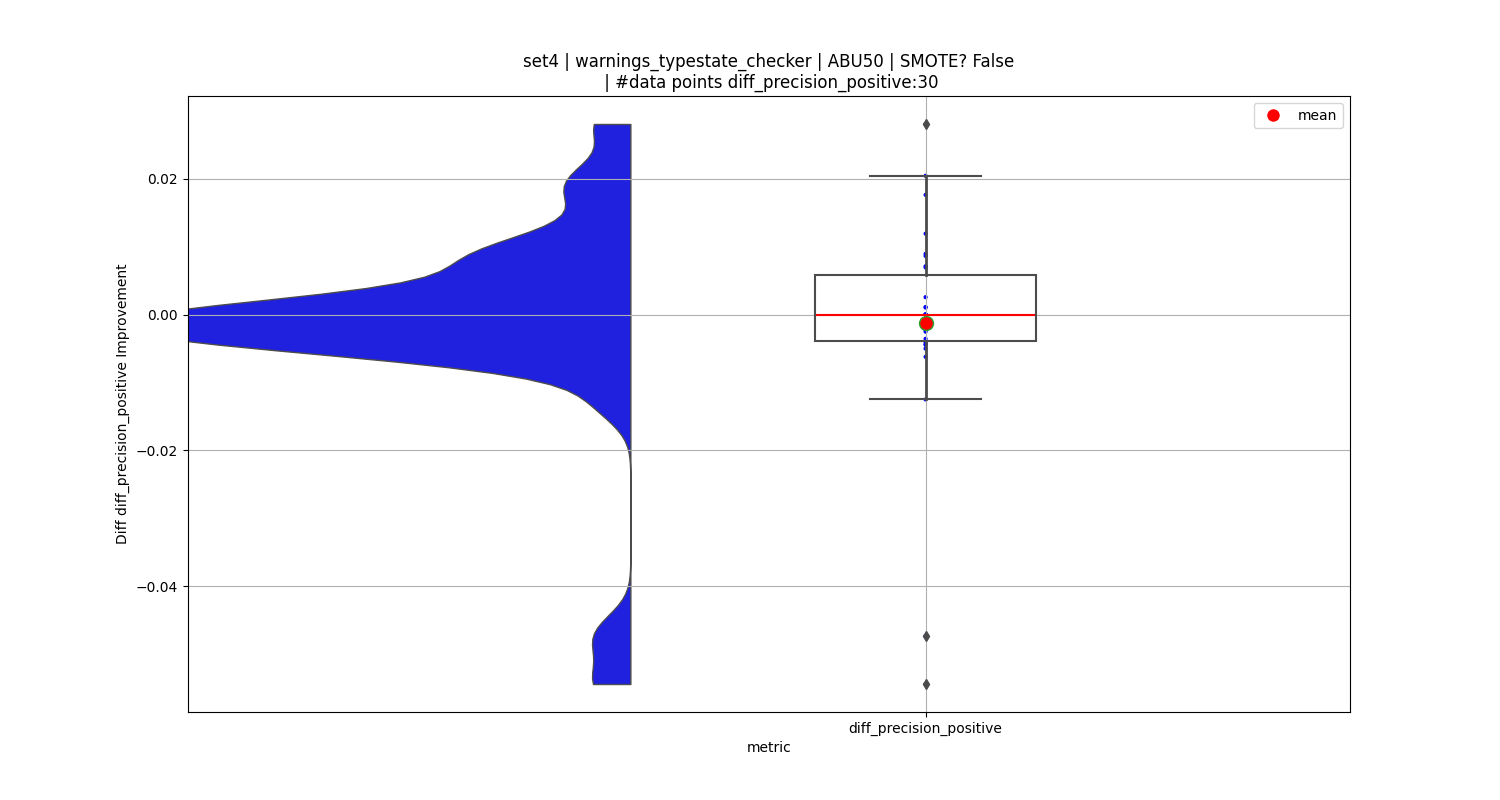 set4 | warnings_typestate_checker | ABU50 | SMOTE? False
| #data points diff_precision_positive:30
mean
0.02
0.00
−0.02
−0.04
Diff diff_precision_positive Improvement
diff_precision_positive
metric